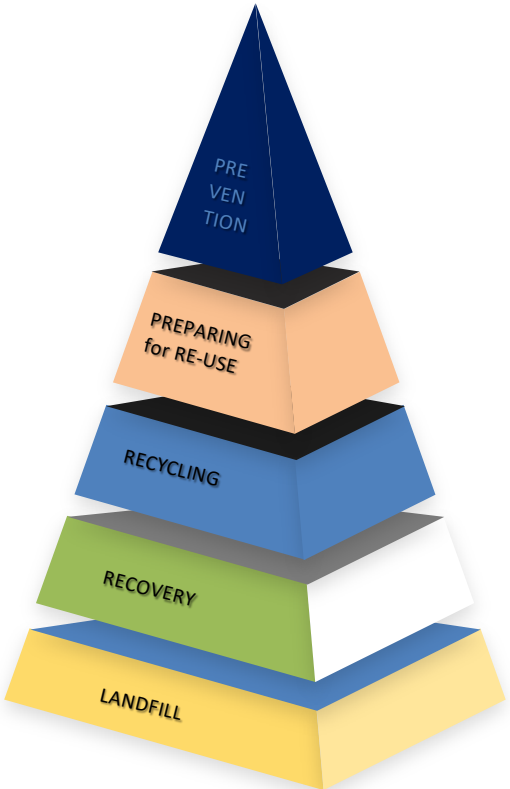 PRE
VEN
TION
PREPARING
for RE-USE
RECYCLING
RECOVERY
LANDFILL